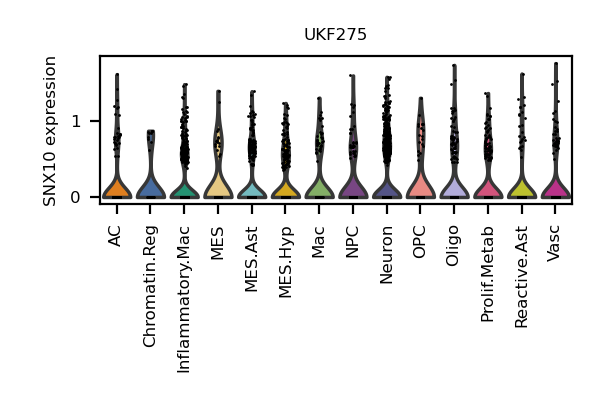 UKF275
SNX10 expression
1
0
AC
Chromatin.Reg
Inflammatory.Mac
MES
MES.Ast
MES.Hyp
Mac
NPC
Neuron
OPC
Oligo
Prolif.Metab
Reactive.Ast
Vasc